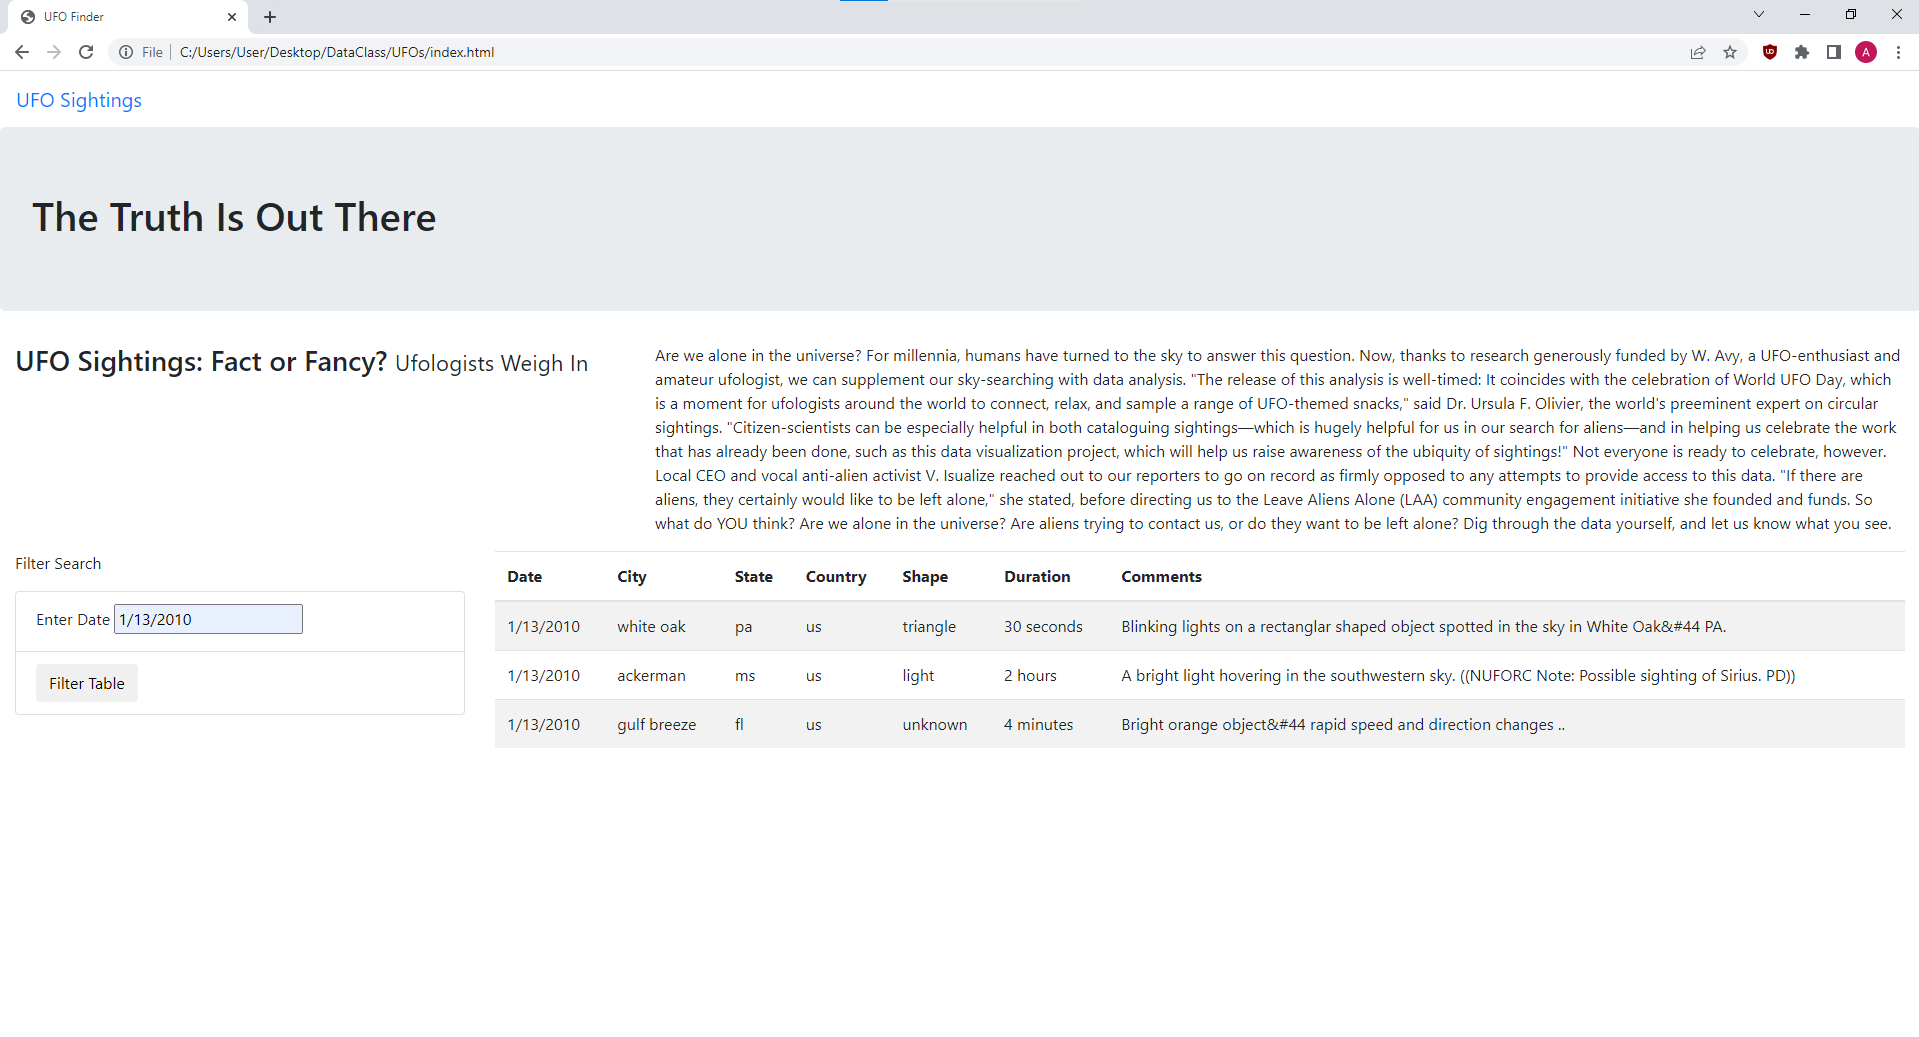 UFO Finder
File
C:/Users/User/Desktop/DataClass/UFOs/index.html
A
UFO Sightings
The Truth Is Out There
UFO Sightings: Fact or Fancy? Ufologists Weigh In
Are we alone in the universe? For millennia, humans have turned to the sky to answer this question. Now, thanks to research generously funded by W. Avy, a UFO-enthusiast and
amateur ufologist, we can supplement our sky-searching with data analysis. "The release of this analysis is well-timed: It coincides with the celebration of World UFO Day, which
is a moment for ufologists around the world to connect, relax, and sample a range of UFO-themed snacks," said Dr. Ursula F. Olivier, the world's preeminent expert on circular
sightings. "Citizen-scientists can be especially helpful in both cataloguing sightings—which is hugely helpful for us in our search for aliens—and in helping us celebrate the work
that has already been done, such as this data visualization project, which will help us raise awareness of the ubiquity of sightings!" Not everyone is ready to celebrate, however.
Local CEO and vocal anti-alien activist V. Isualize reached out to our reporters to go on record as firmly opposed to any attempts to provide access to this data. "If there are
aliens, they certainly would like to be left alone," she stated, before directing us to the Leave Aliens Alone (LAA) community engagement initiative she founded and funds. So
what do YOU think? Are we alone in the universe? Are aliens trying to contact us, or do they want to be left alone? Dig through the data yourself, and let us know what you see.
Filter Search
Enter Date 1/13/2010
Filter Table
Date City State Country Shape Duration Comments
1/13/2010 white oak pa us triangle 30 seconds Blinking lights on a rectanglar shaped object spotted in the sky in White Oak&#44 PA.
1/13/2010 ackerman ms us light 2 hours A bright light hovering in the southwestern sky. ((NUFORC Note: Possible sighting of Sirius. PD))
1/13/2010 gulf breeze fl us unknown 4 minutes Bright orange object&#44 rapid speed and direction changes ..